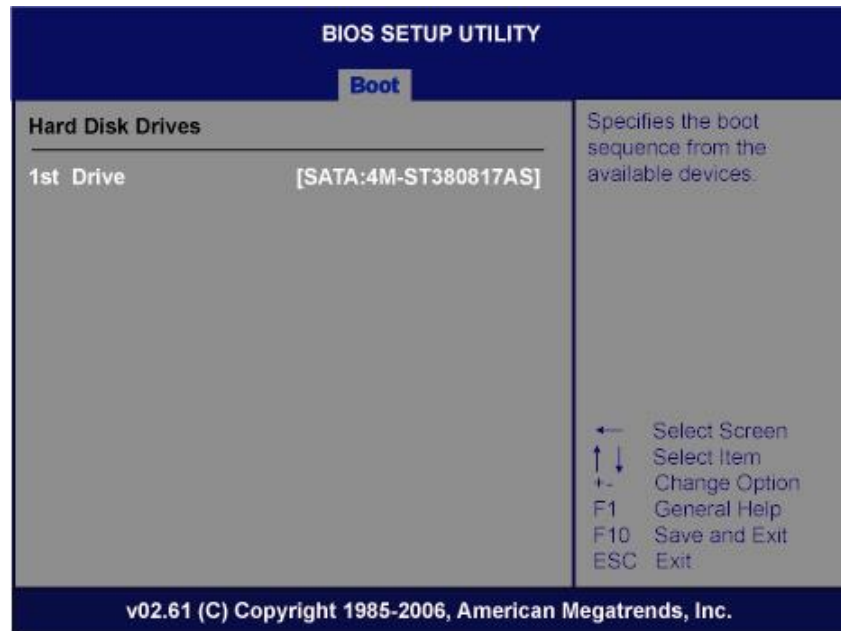 BIOS SETUP UTILITY
Boot
Hard Disk Drives
1st Drive [SATA:4M-ST380817AS]
Specifies the boot
sequence from the
available devices.
← Select Screen
↑↓ Select Item
+- Change Option
F1 General Help
F10 Save and Exit
ESC Exit
v02.61 (C) Copyright 1985-2006, American Megatrends, Inc.